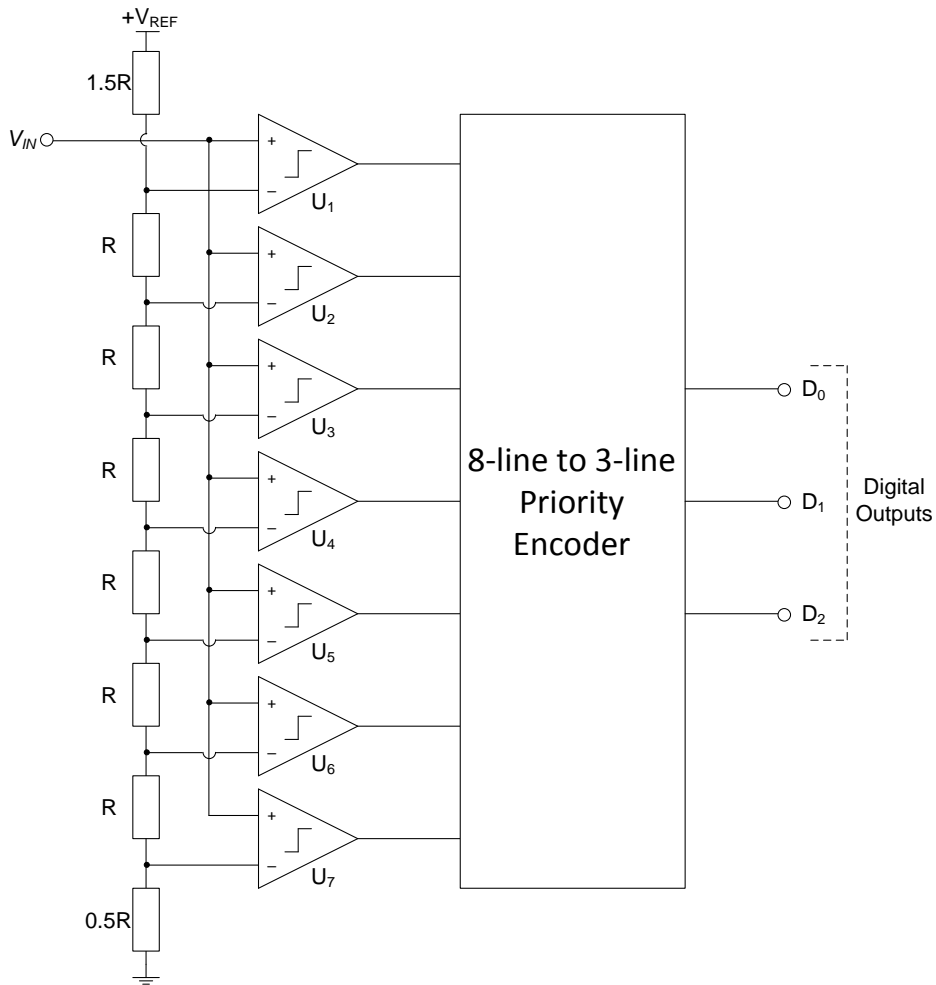 +VREF
1.5R
VIN
+
−
U1
R
+
−
U2
R
+
−
U3
R
+
−
U4
R
+
−
U5
R
+
−
U6
R
+
−
U7
0.5R
8-line to 3-line
Priority
Encoder
D0
D1
D2
Digital
Outputs